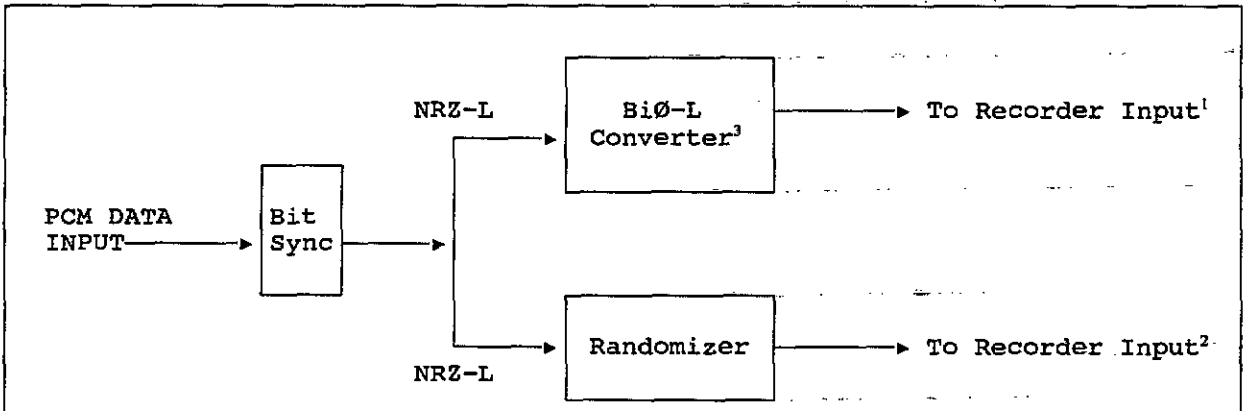 NRZ-L
BiØ-L
Converter³
To Recorder Input¹
PCM DATA
INPUT
Bit
Sync
Randomizer
To Recorder Input²
NRZ-L